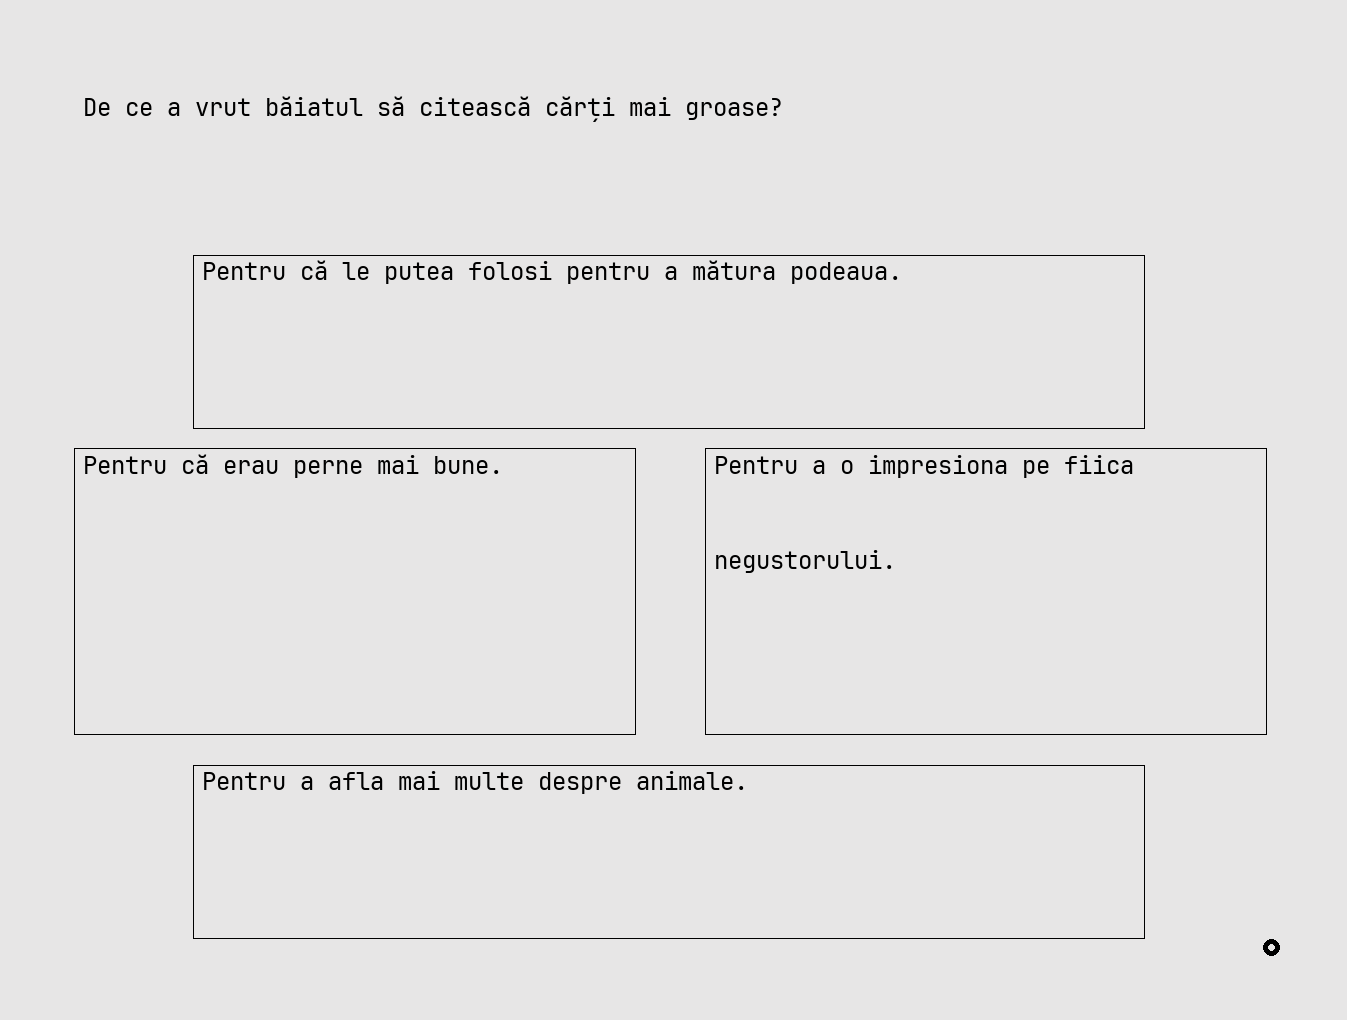 De ce a vrut băiatul să citească cărți mai groase?
Pentru că le putea folosi pentru a mătura podeaua.
Pentru că erau perne mai bune.
Pentru a o impresiona pe fiica
negustorului.
Pentru a afla mai multe despre animale.